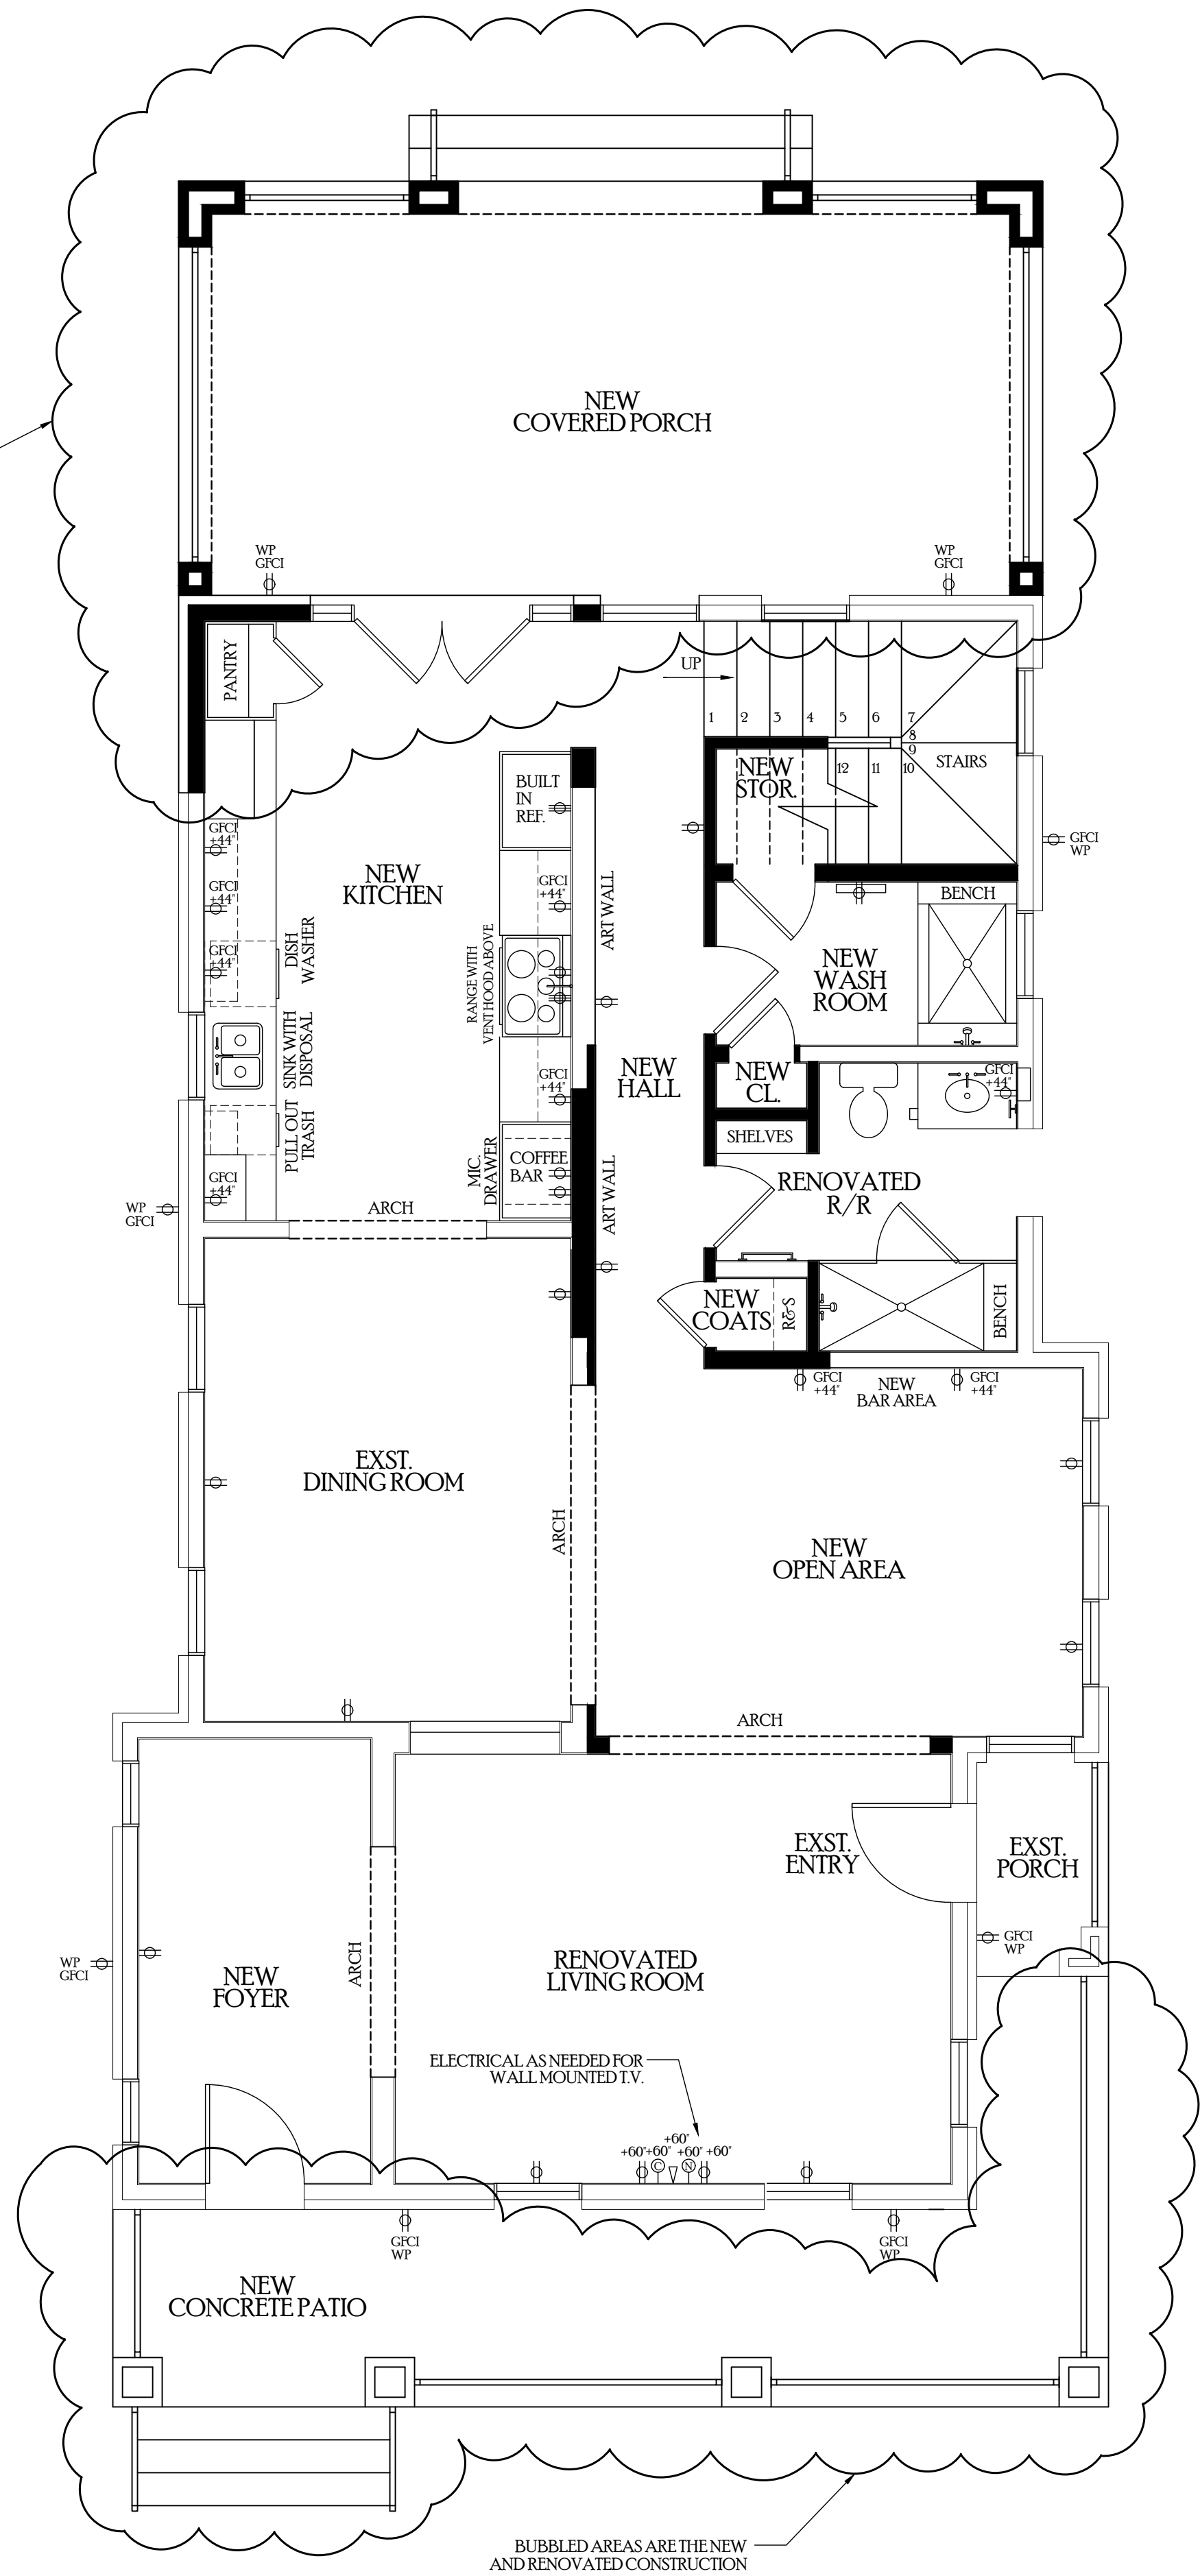 NEW
COVERED PORCH
WP
GFCI
WP
GFCI
PANTRY
UP
1
2
3
4
5
6
7
8
9
10
11
12
STAIRS
NEW
STOR.
BUILT
IN
REF.
GFCI
+44"
GFCI
+44"
GFCI
+44"
NEW
KITCHEN
GFCI
+44"
ART WALL
GFCI
WP
BENCH
DISH
WASHER
RANGE WITH
VENT HOOD ABOVE
NEW
WASH
ROOM
SINK WITH
DISPOSAL
GFCI
+44"
NEW
HALL
NEW
CL.
GFCI
+44"
PULL OUT
TRASH
SHELVES
MIC.
DRAWER
COFFEE
BAR
ART WALL
GFCI
+44"
RENOVATED
R/R
WP
GFCI
ARCH
NEW
COATS
R&S
BENCH
GFCI
+44"
NEW
BAR AREA
GFCI
+44"
EXST.
DINING ROOM
ARCH
NEW
OPEN AREA
ARCH
EXST.
ENTRY
EXST.
PORCH
GFCI
WP
WP
GFCI
NEW
FOYER
ARCH
RENOVATED
LIVING ROOM
ELECTRICAL AS NEEDED FOR
WALL MOUNTED T.V.
+60"
+60" +60" +60" +60"
C
N
GFCI
WP
GFCI
WP
NEW
CONCRETE PATIO
BUBBLED AREAS ARE THE NEW
AND RENOVATED CONSTRUCTION